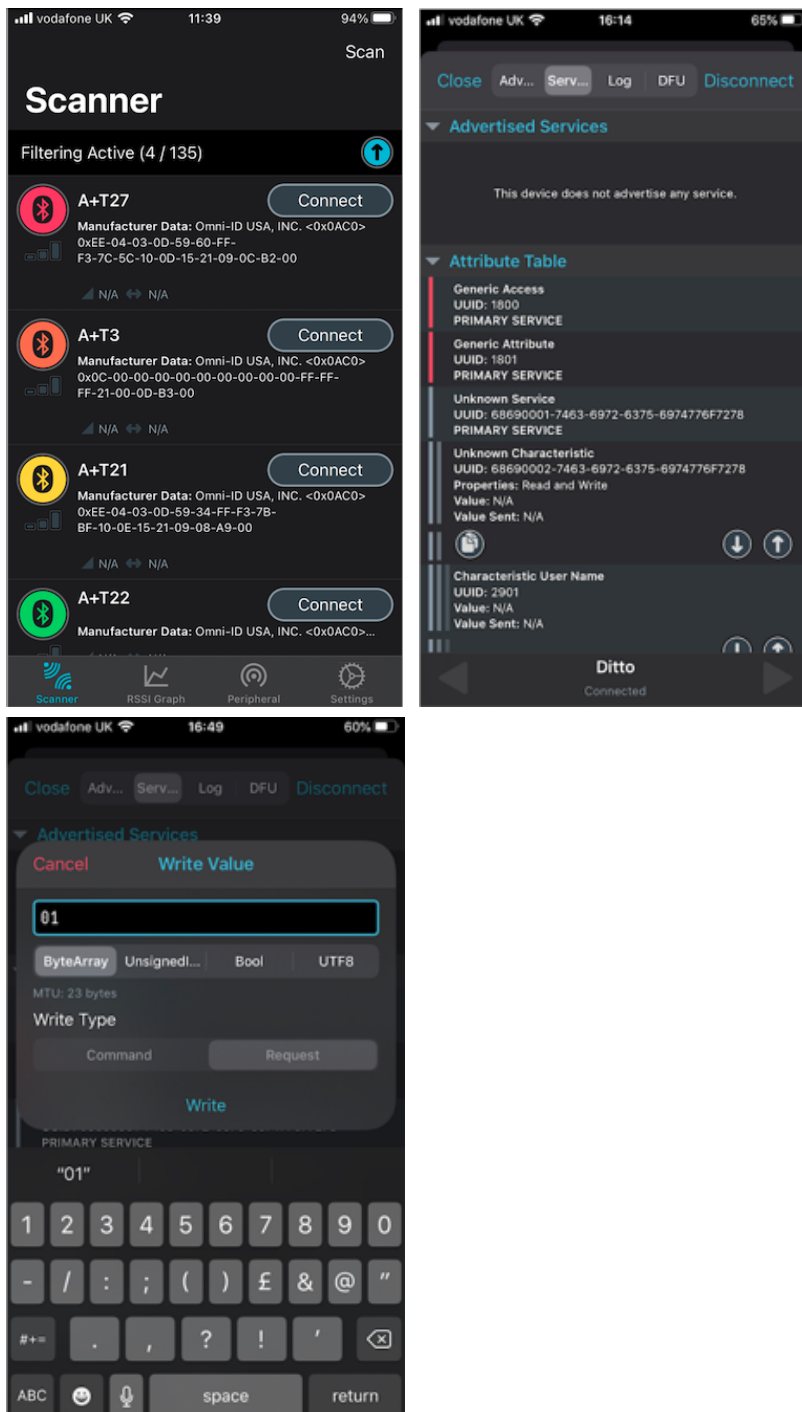 vodafone UK 11:39 94%
Scan
Scanner
Filtering Active (4 / 135)
A+T27
Connect
Manufacturer Data: Omni-ID USA, INC. <0x0AC0>
0xEE-04-03-0D-59-60-FF-
F3-7C-5C-10-0D-15-21-09-0C-B2-00
N/A N/A
A+T3
Connect
Manufacturer Data: Omni-ID USA, INC. <0x0AC0>
0x0C-00-00-00-00-00-00-00-00-00-FF-FF-
FF-21-00-0D-B3-00
N/A N/A
A+T21
Connect
Manufacturer Data: Omni-ID USA, INC. <0x0AC0>
0xEE-04-03-0D-59-34-FF-F3-7B-
BF-10-0E-15-21-09-08-A9-00
N/A N/A
A+T22
Connect
Manufacturer Data: Omni-ID USA, INC. <0x0AC0>...
Scanner RSSI Graph Peripheral Settings
vodafone UK 16:14 65%
Close Adv... Serv... Log DFU Disconnect
Advertised Services
This device does not advertise any service.
Attribute Table
Generic Access
UUID: 1800
PRIMARY SERVICE
Generic Attribute
UUID: 1801
PRIMARY SERVICE
Unknown Service
UUID: 68690001-7463-6972-6375-6974776F7278
PRIMARY SERVICE
Unknown Characteristic
UUID: 68690002-7463-6972-6375-6974776F7278
Properties: Read and Write
Value: N/A
Value Sent: N/A
Characteristic User Name
UUID: 2901
Value: N/A
Value Sent: N/A
Ditto
Connected
vodafone UK 16:49 60%
Close Adv... Serv... Log DFU Disconnect
Advertised Services
Cancel Write Value
01
ByteArray UnsignedI... Bool UTF8
MTU: 23 bytes
Write Type
Command Request
Write
PRIMARY SERVICE
"01"
1 2 3 4 5 6 7 8 9 0
- / : ; ( ) £ & @ "
#+= . , ? ! '
ABC space return